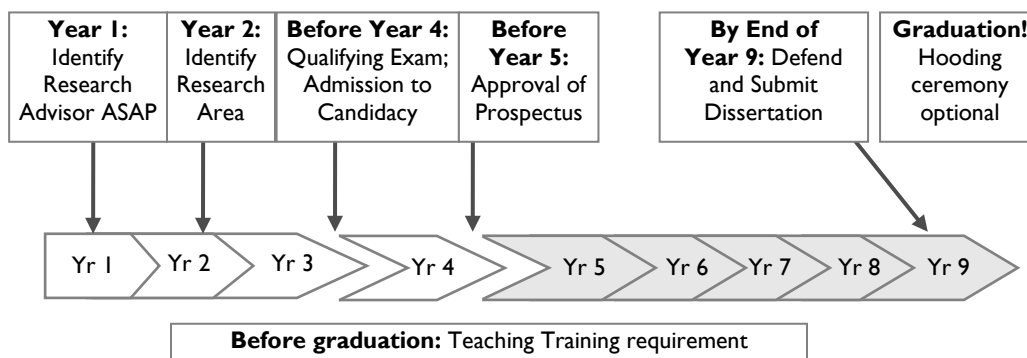 Year 1:
Identify
Research
Advisor ASAP
Year 2:
Identify
Research
Area
Before Year 4:
Qualifying Exam;
Admission to
Candidacy
Before
Year 5:
Approval of
Prospectus
By End of
Year 9: Defend
and Submit
Dissertation
Graduation!
Hooding
ceremony
optional
Yr 1
Yr 2
Yr 3
Yr 4
Yr 5
Yr 6
Yr 7
Yr 8
Yr 9
Before graduation: Teaching Training requirement